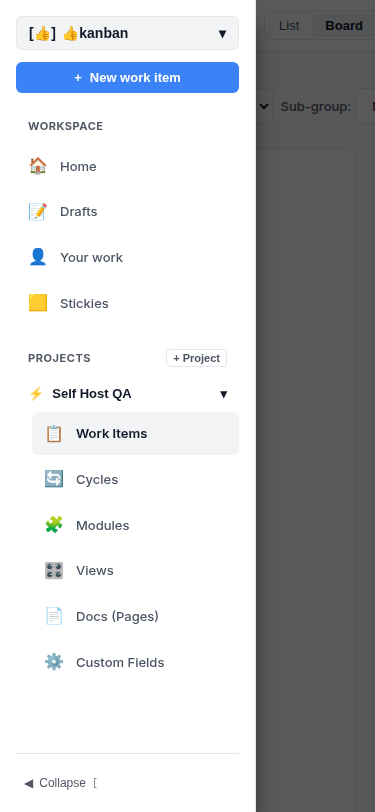 [👍] 👍kanban ▼
+ New work item
List Board
WORKSPACE
Sub-group:
🏠 Home
📝 Drafts
👤 Your work
🟨 Stickies
PROJECTS + Project
⚡ Self Host QA ▼
📋 Work Items
🔄 Cycles
🧩 Modules
🎛️ Views
📄 Docs (Pages)
⚙️ Custom Fields
◀ Collapse [